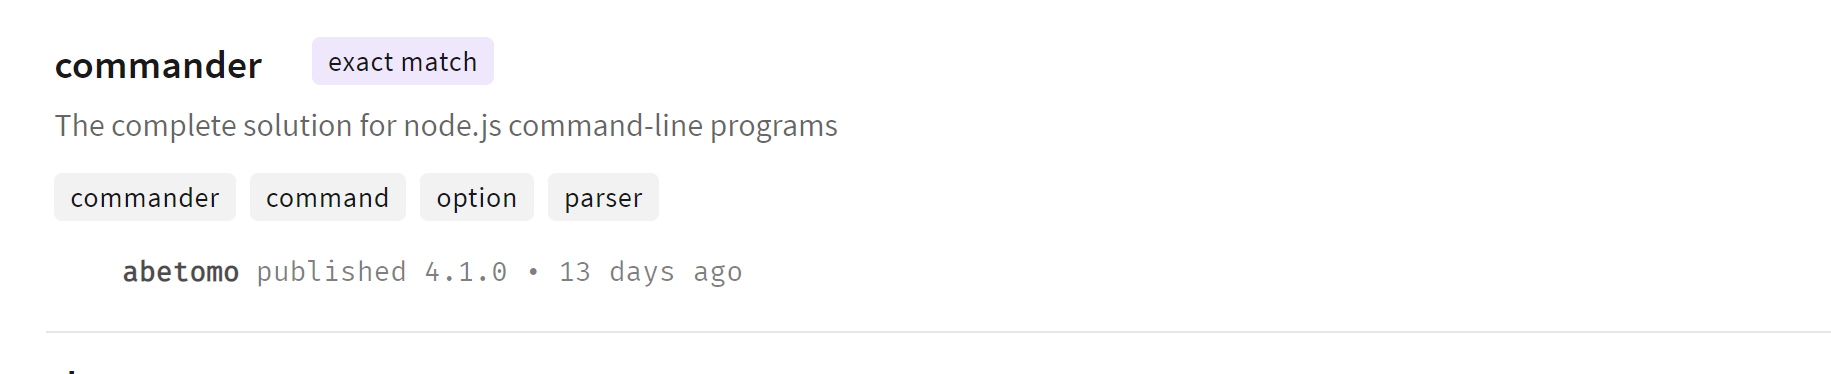 commander exact match
The complete solution for node.js command-line programs
commander command option parser
abetomo published 4.1.0 • 13 days ago